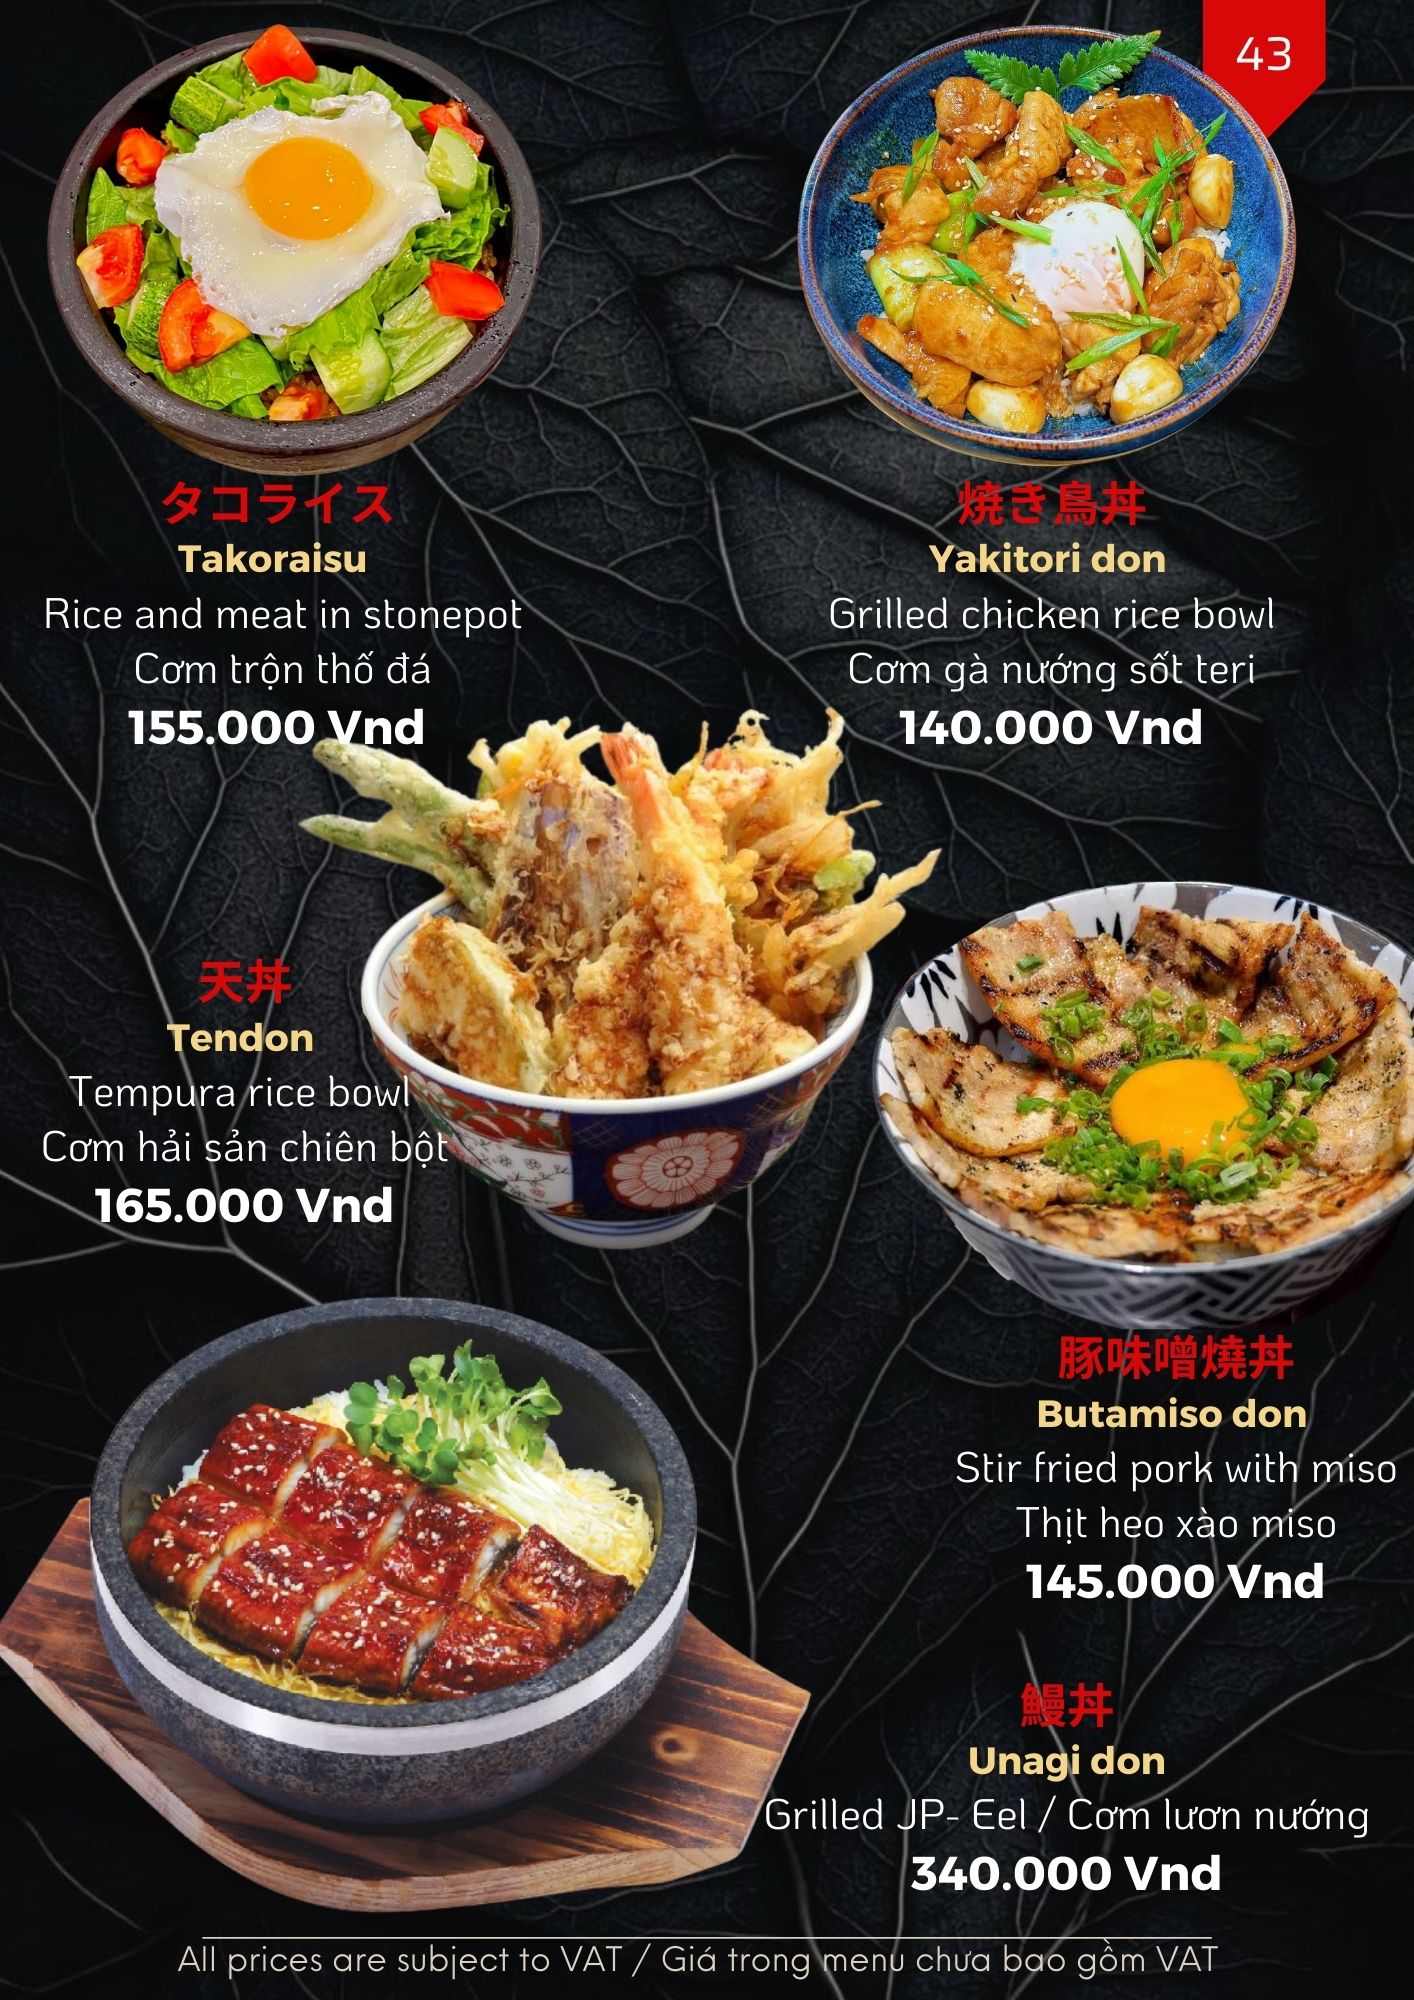 43
タコライス
Takoraisu
Rice and meat in stonepot
Cơm trộn thố đá
155.000 Vnd
焼き鳥丼
Yakitori don
Grilled chicken rice bowl
Cơm gà nướng sốt teri
140.000 Vnd
天丼
Tendon
Tempura rice bowl
Cơm hải sản chiên bột
165.000 Vnd
豚味噌燒丼
Butamiso don
Stir fried pork with miso
Thịt heo xào miso
145.000 Vnd
鰻丼
Unagi don
Grilled JP- Eel / Cơm lươn nướng
340.000 Vnd
All prices are subject to VAT / Giá trong menu chưa bao gồm VAT